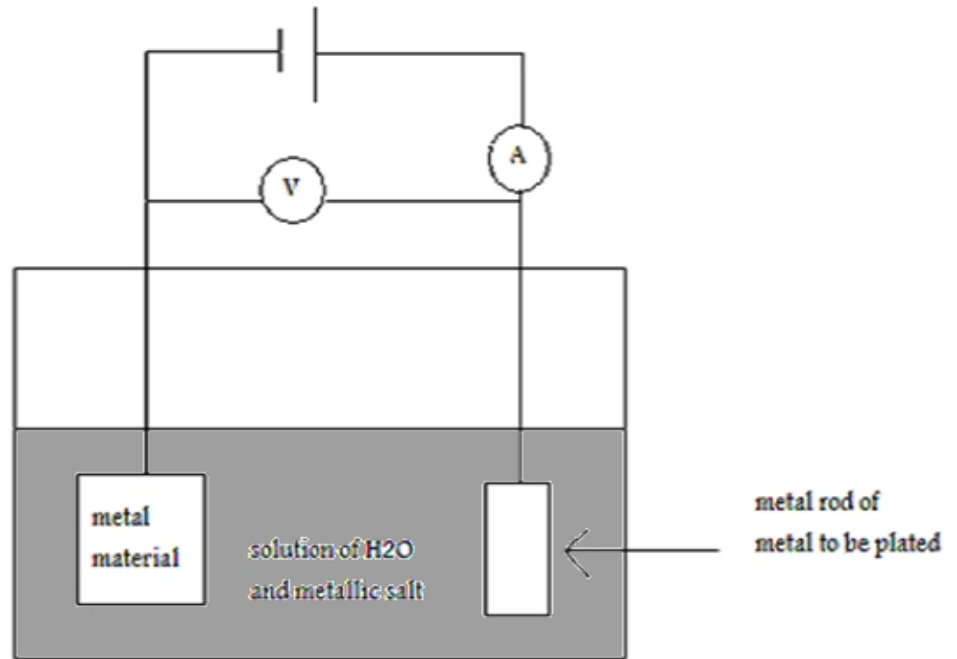 A
V
metal
material
solution of H2O
and metallic salt
metal rod of
metal to be plated